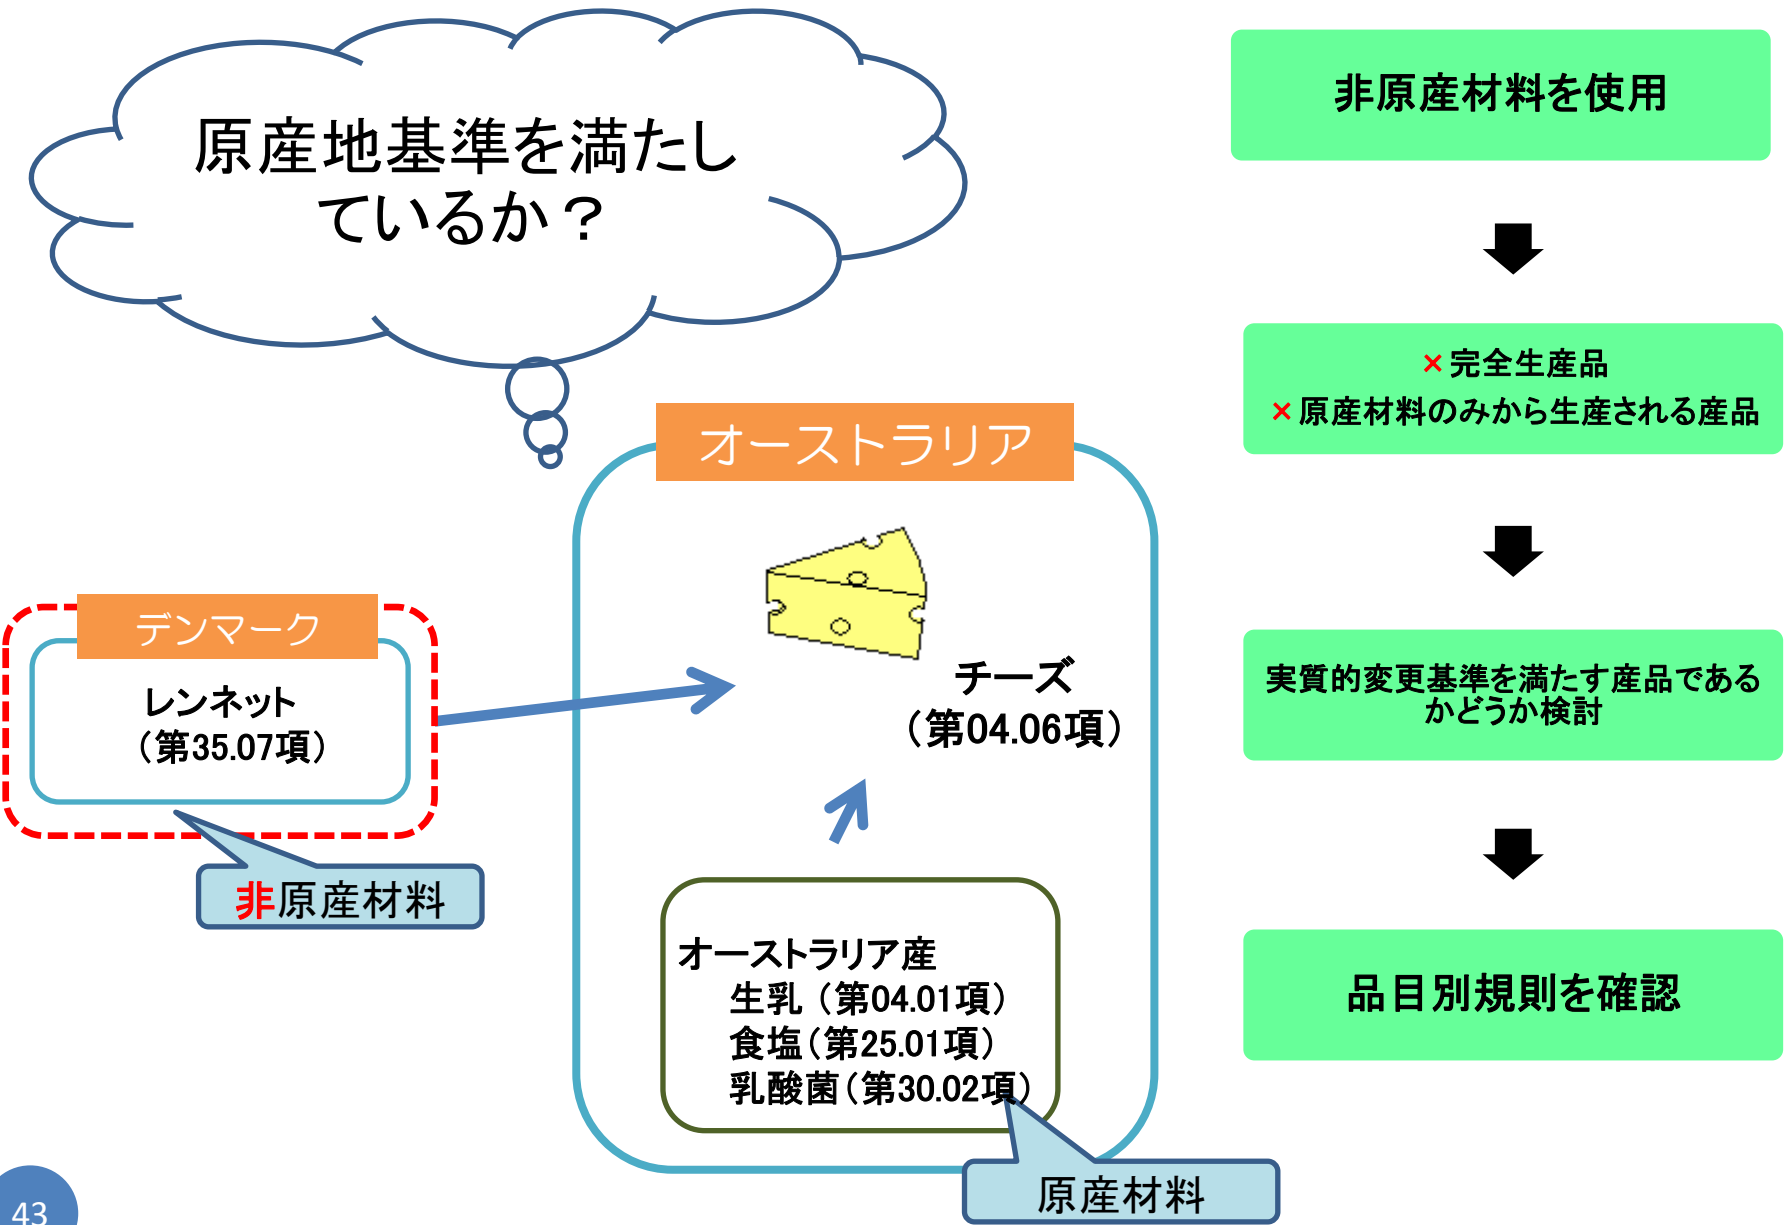 原産地基準を満たし
ているか？
オーストラリア
チーズ
（第04.06項）
デンマーク
レンネット
（第35.07項）
非原産材料
オーストラリア産
生乳（第04.01項）
食塩（第25.01項）
乳酸菌（第30.02項）
原産材料
非原産材料を使用
×完全生産品
×原産材料のみから生産される産品
実質的変更基準を満たす産品である
かどうか検討
品目別規則を確認
43